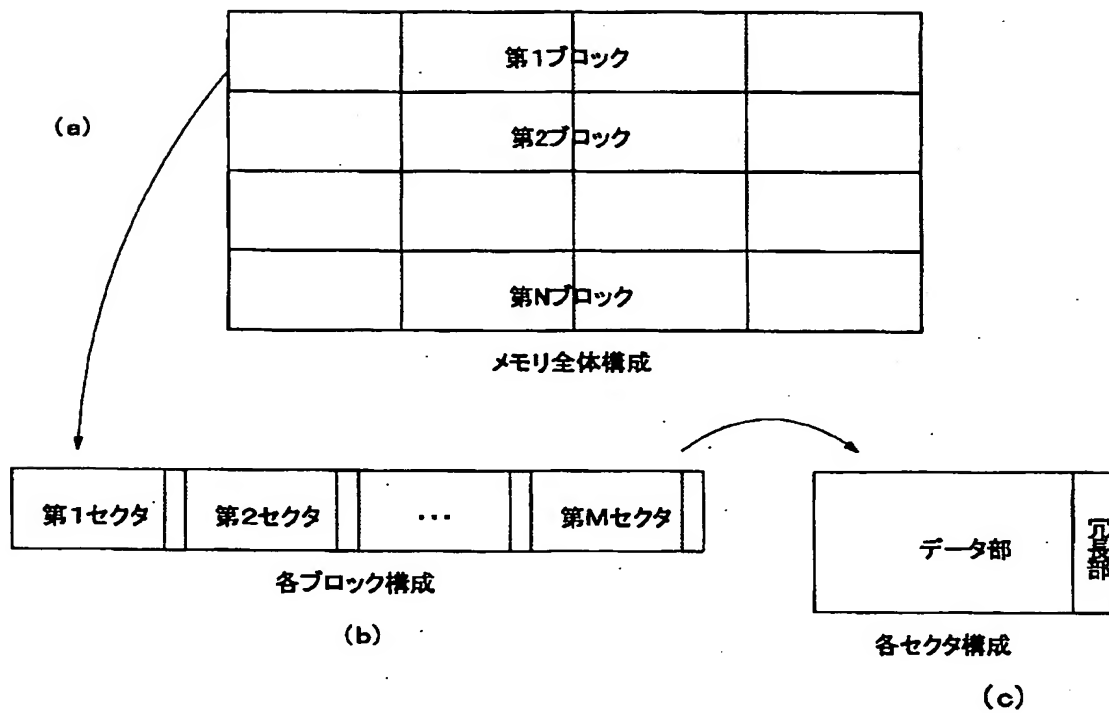 (a)
第1ブロック
第2ブロック
第Nブロック
メモリ全体構成
第1セクタ
第2セクタ
···
第Mセクタ
各ブロック構成
(b)
データ部
冗長部
各セクタ構成
(c)